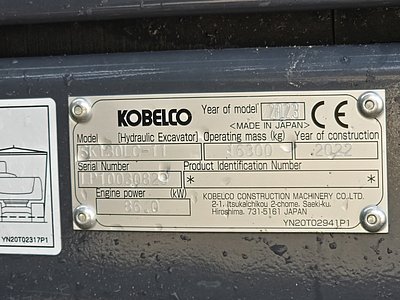 KOBELCO
Year of model
<MADE IN JAPAN>
CE
Model [Hydraulic Excavator] Operating mass (kg) Year of construction
2022
Serial Number
Product Identification Number
* *
Engine power (kW)
KOBELCO CONSTRUCTION MACHINERY CO.,LTD.
2-1, Itsukaichikou 2-chome, Saeki-ku,
Hiroshima, 731-5161 JAPAN
YN20T02941P1
YN20T02317P1